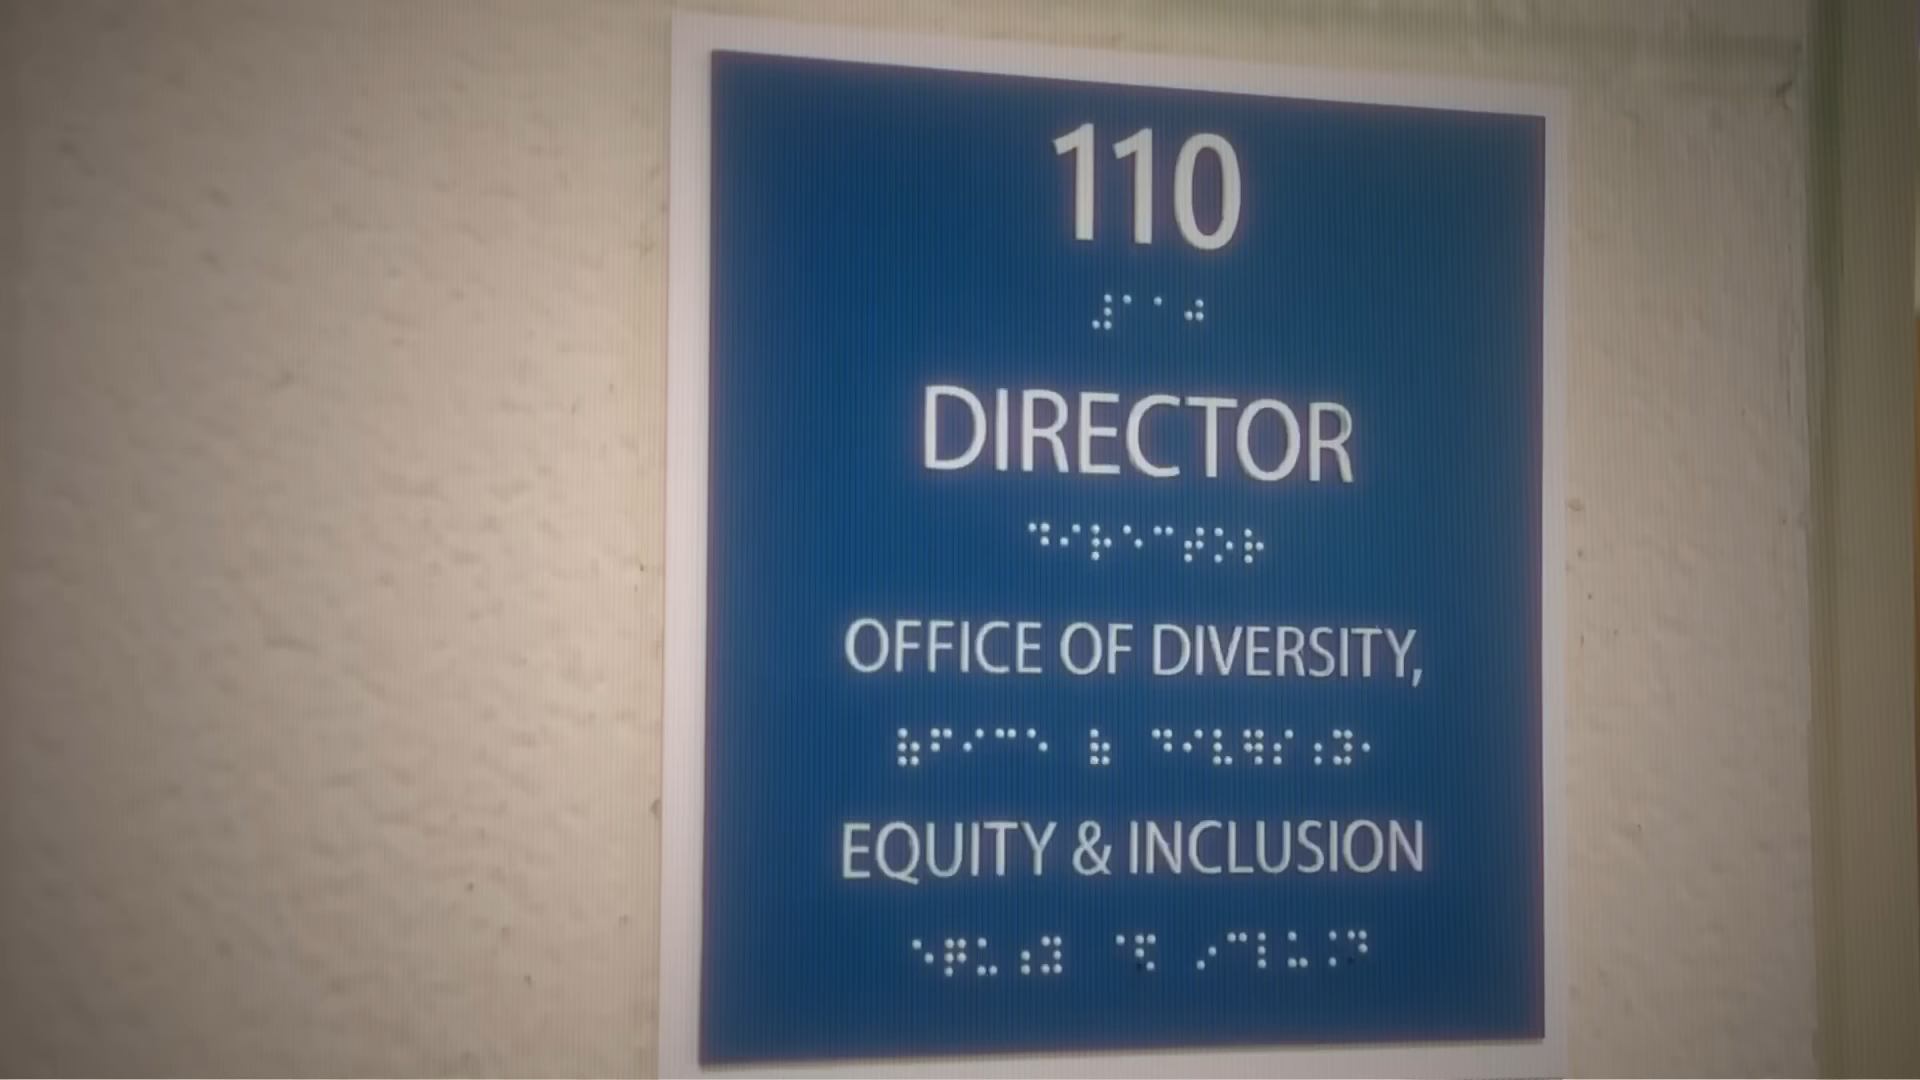 110
⠼⠁⠁⠚
DIRECTOR
⠙⠊⠗⠑⠉⠞⠕⠗
OFFICE OF DIVERSITY,
⠷⠋⠊⠉⠑ ⠷ ⠙⠊⠧⠻⠎⠰⠽⠂
EQUITY & INCLUSION